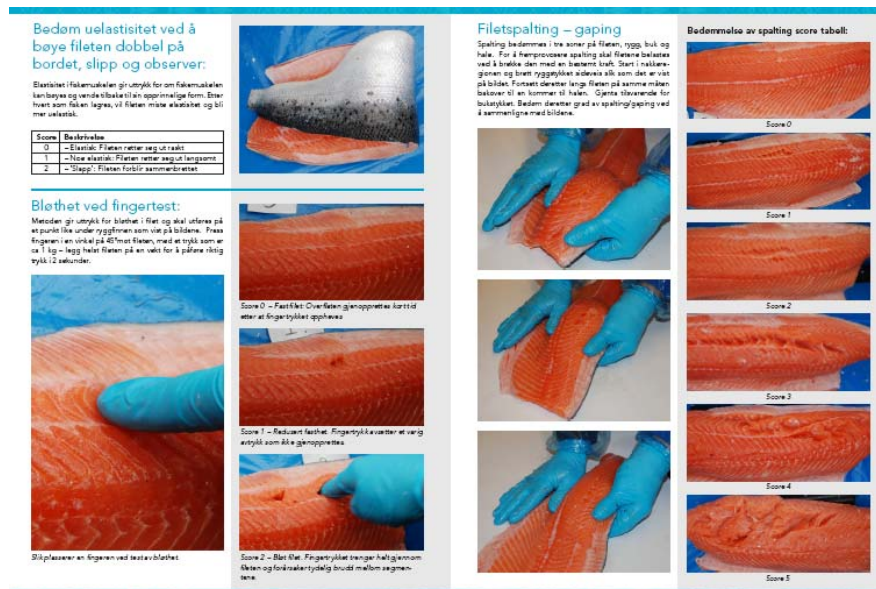 Bedøm uelastisitet ved å
bøye fileten dobbel på
bordet, slipp og observer:
Elastisitet i fiskemuskelen gir uttrykk for om fiskemuskelen
kan bøyes og vende tilbake til sin opprinnelige form. Etter
hvert som fisken lagres, vil fileten miste elastisitet og bli
mer uelastisk.
Score Beskrivelse
0 – Elastisk: Fileten retter seg ut raskt
1 – Noe elastisk: Fileten retter seg ut langsomt
2 – 'Slapp': Fileten forblir sammenbrettet
Bløthet ved fingertest:
Metoden gir uttrykk for bløthet i filet og skal utføres på
et punkt like under ryggfinnen som vist på bildene. Press
fingeren i en vinkel på 45° mot fileten, med et trykk som er
ca 1 kg – legg helst fileten på en vekt for å påføre riktig
trykk i 2 sekunder.
Slik plasserer en fingeren ved test av bløthet.
Score 0 – Fast filet: Overflaten gjenopprettes kort tid
etter at fingertrykket oppheves
Score 1 – Redusert fasthet. Fingertrykk avsetter et varig
avtrykk som ikke gjenopprettes.
Score 2 – Bløt filet. Fingertrykket trenger helt gjennom
fileten og forårsaker tydelig brudd mellom segmen-
tene.
Filetspalting – gaping
Spalting bedømmes i tre soner på fileten, rygg, buk og
hale. For å fremprovosere spalting skal filetene belastes
ved å brekke den med en bestemt kraft. Start i nakkere-
gionen og brett ryggstykket sideveis slik som det er vist
på bildet. Fortsett deretter langs fileten på samme måten
bakover til en kommer til halen. Gjenta tilsvarende for
bukstykket. Bedøm deretter grad av spalting/gaping ved
å sammenligne med bildene.
Bedømmelse av spalting score tabell:
Score 0
Score 1
Score 2
Score 3
Score 4
Score 5